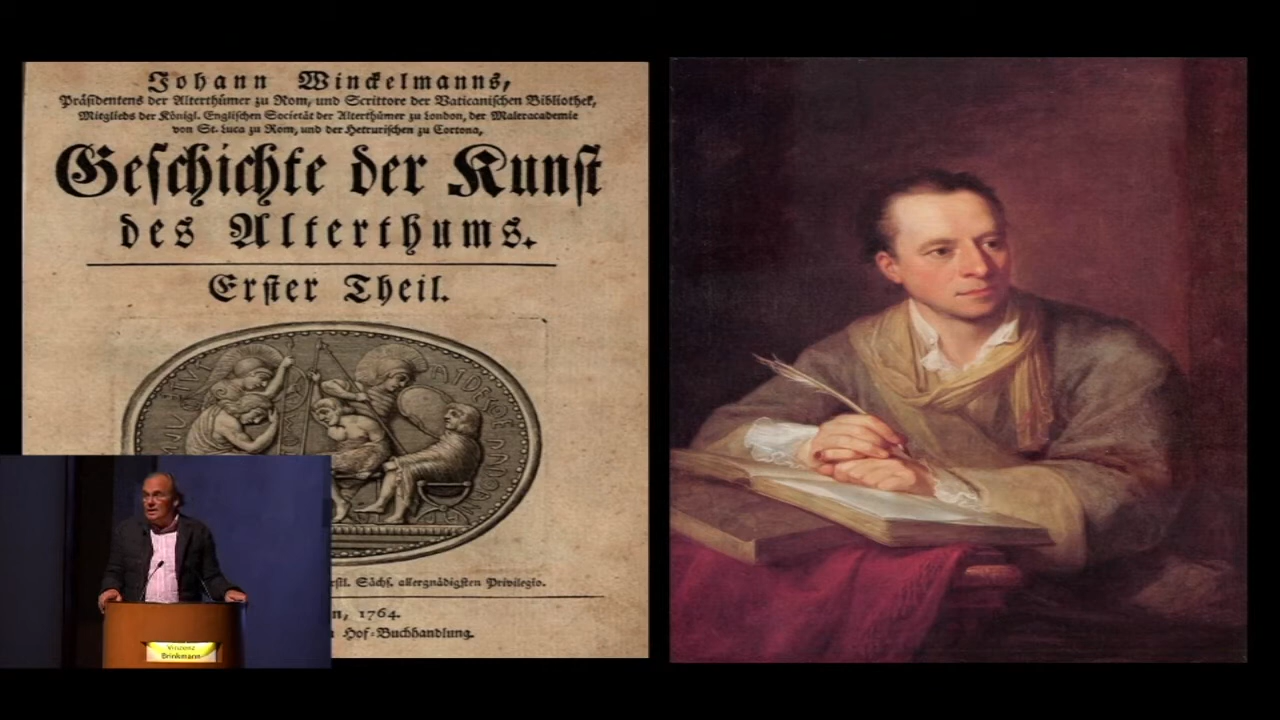 Johann Winckelmanns,
Präsidentens der Alterthümer zu Rom, und Scrittore der Vaticanischen Bibliothek,
Mitglieds der Königl. Englischen Societät der Alterthümer zu London, der Maleracademie
von St. Luca zu Rom, und der Hetrurischen zu Cortona,
Geschichte der Kunst
des Alterthums.
Erster Theil.
Sächs. allergnädigsten Privilegio.
1764.
Hof-Buchhandlung.
Vinzenz
Brinkmann